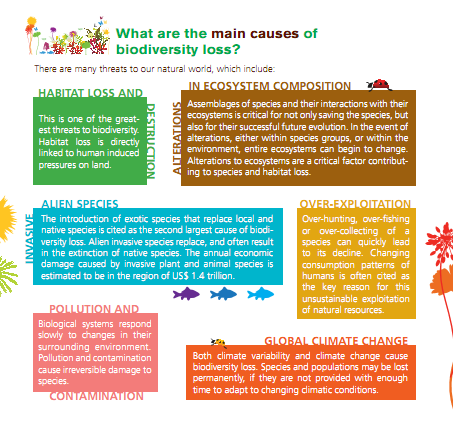 What are the main causes of
biodiversity loss?
There are many threats to our natural world, which include:
HABITAT LOSS AND
DESTRUCTION
This is one of the great-
est threats to biodiversity.
Habitat loss is directly
linked to human induced
pressures on land.
ALTERATIONS
IN ECOSYSTEM COMPOSITION
Assemblages of species and their interactions with their
ecosystems is critical for not only saving the species, but
also for their successful future evolution. In the event of
alterations, either within species groups, or within the
environment, entire ecosystems can begin to change.
Alterations to ecosystems are a critical factor contribut-
ing to species and habitat loss.
INVASIVE
ALIEN SPECIES
The introduction of exotic species that replace local and
native species is cited as the second largest cause of biodi-
versity loss. Alien invasive species replace, and often result
in the extinction of native species. The annual economic
damage caused by invasive plant and animal species is
estimated to be in the region of US$ 1.4 trillion.
OVER-EXPLOITATION
Over-hunting, over-fishing
or over-collecting of a
species can quickly lead
to its decline. Changing
consumption patterns of
humans is often cited as
the key reason for this
unsustainable exploitation
of natural resources.
POLLUTION AND
Biological systems respond
slowly to changes in their
surrounding environment.
Pollution and contamination
cause irreversible damage to
species.
CONTAMINATION
GLOBAL CLIMATE CHANGE
Both climate variability and climate change cause
biodiversity loss. Species and populations may be lost
permanently, if they are not provided with enough
time to adapt to changing climatic conditions.